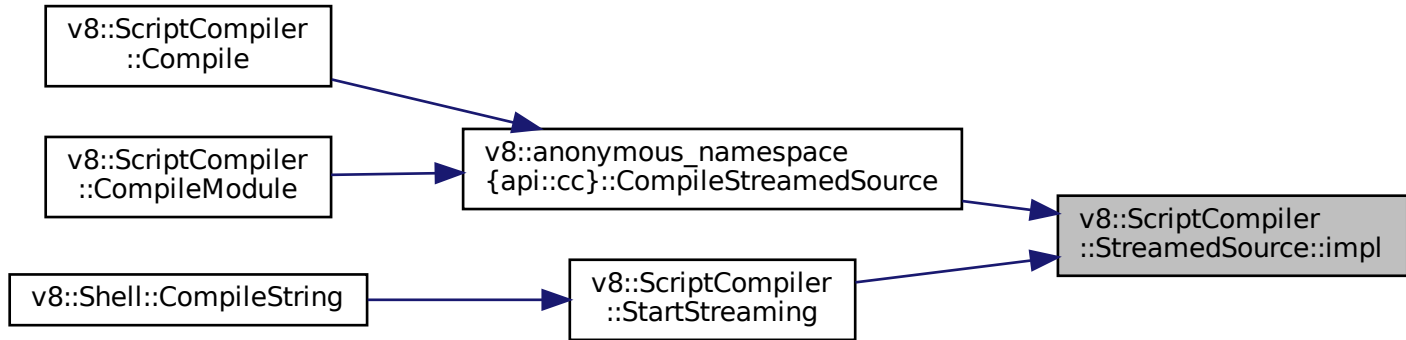 v8::ScriptCompiler
::Compile
v8::ScriptCompiler
::CompileModule
v8::anonymous_namespace
{api::cc}::CompileStreamedSource
v8::ScriptCompiler
::StreamedSource::impl
v8::Shell::CompileString
v8::ScriptCompiler
::StartStreaming